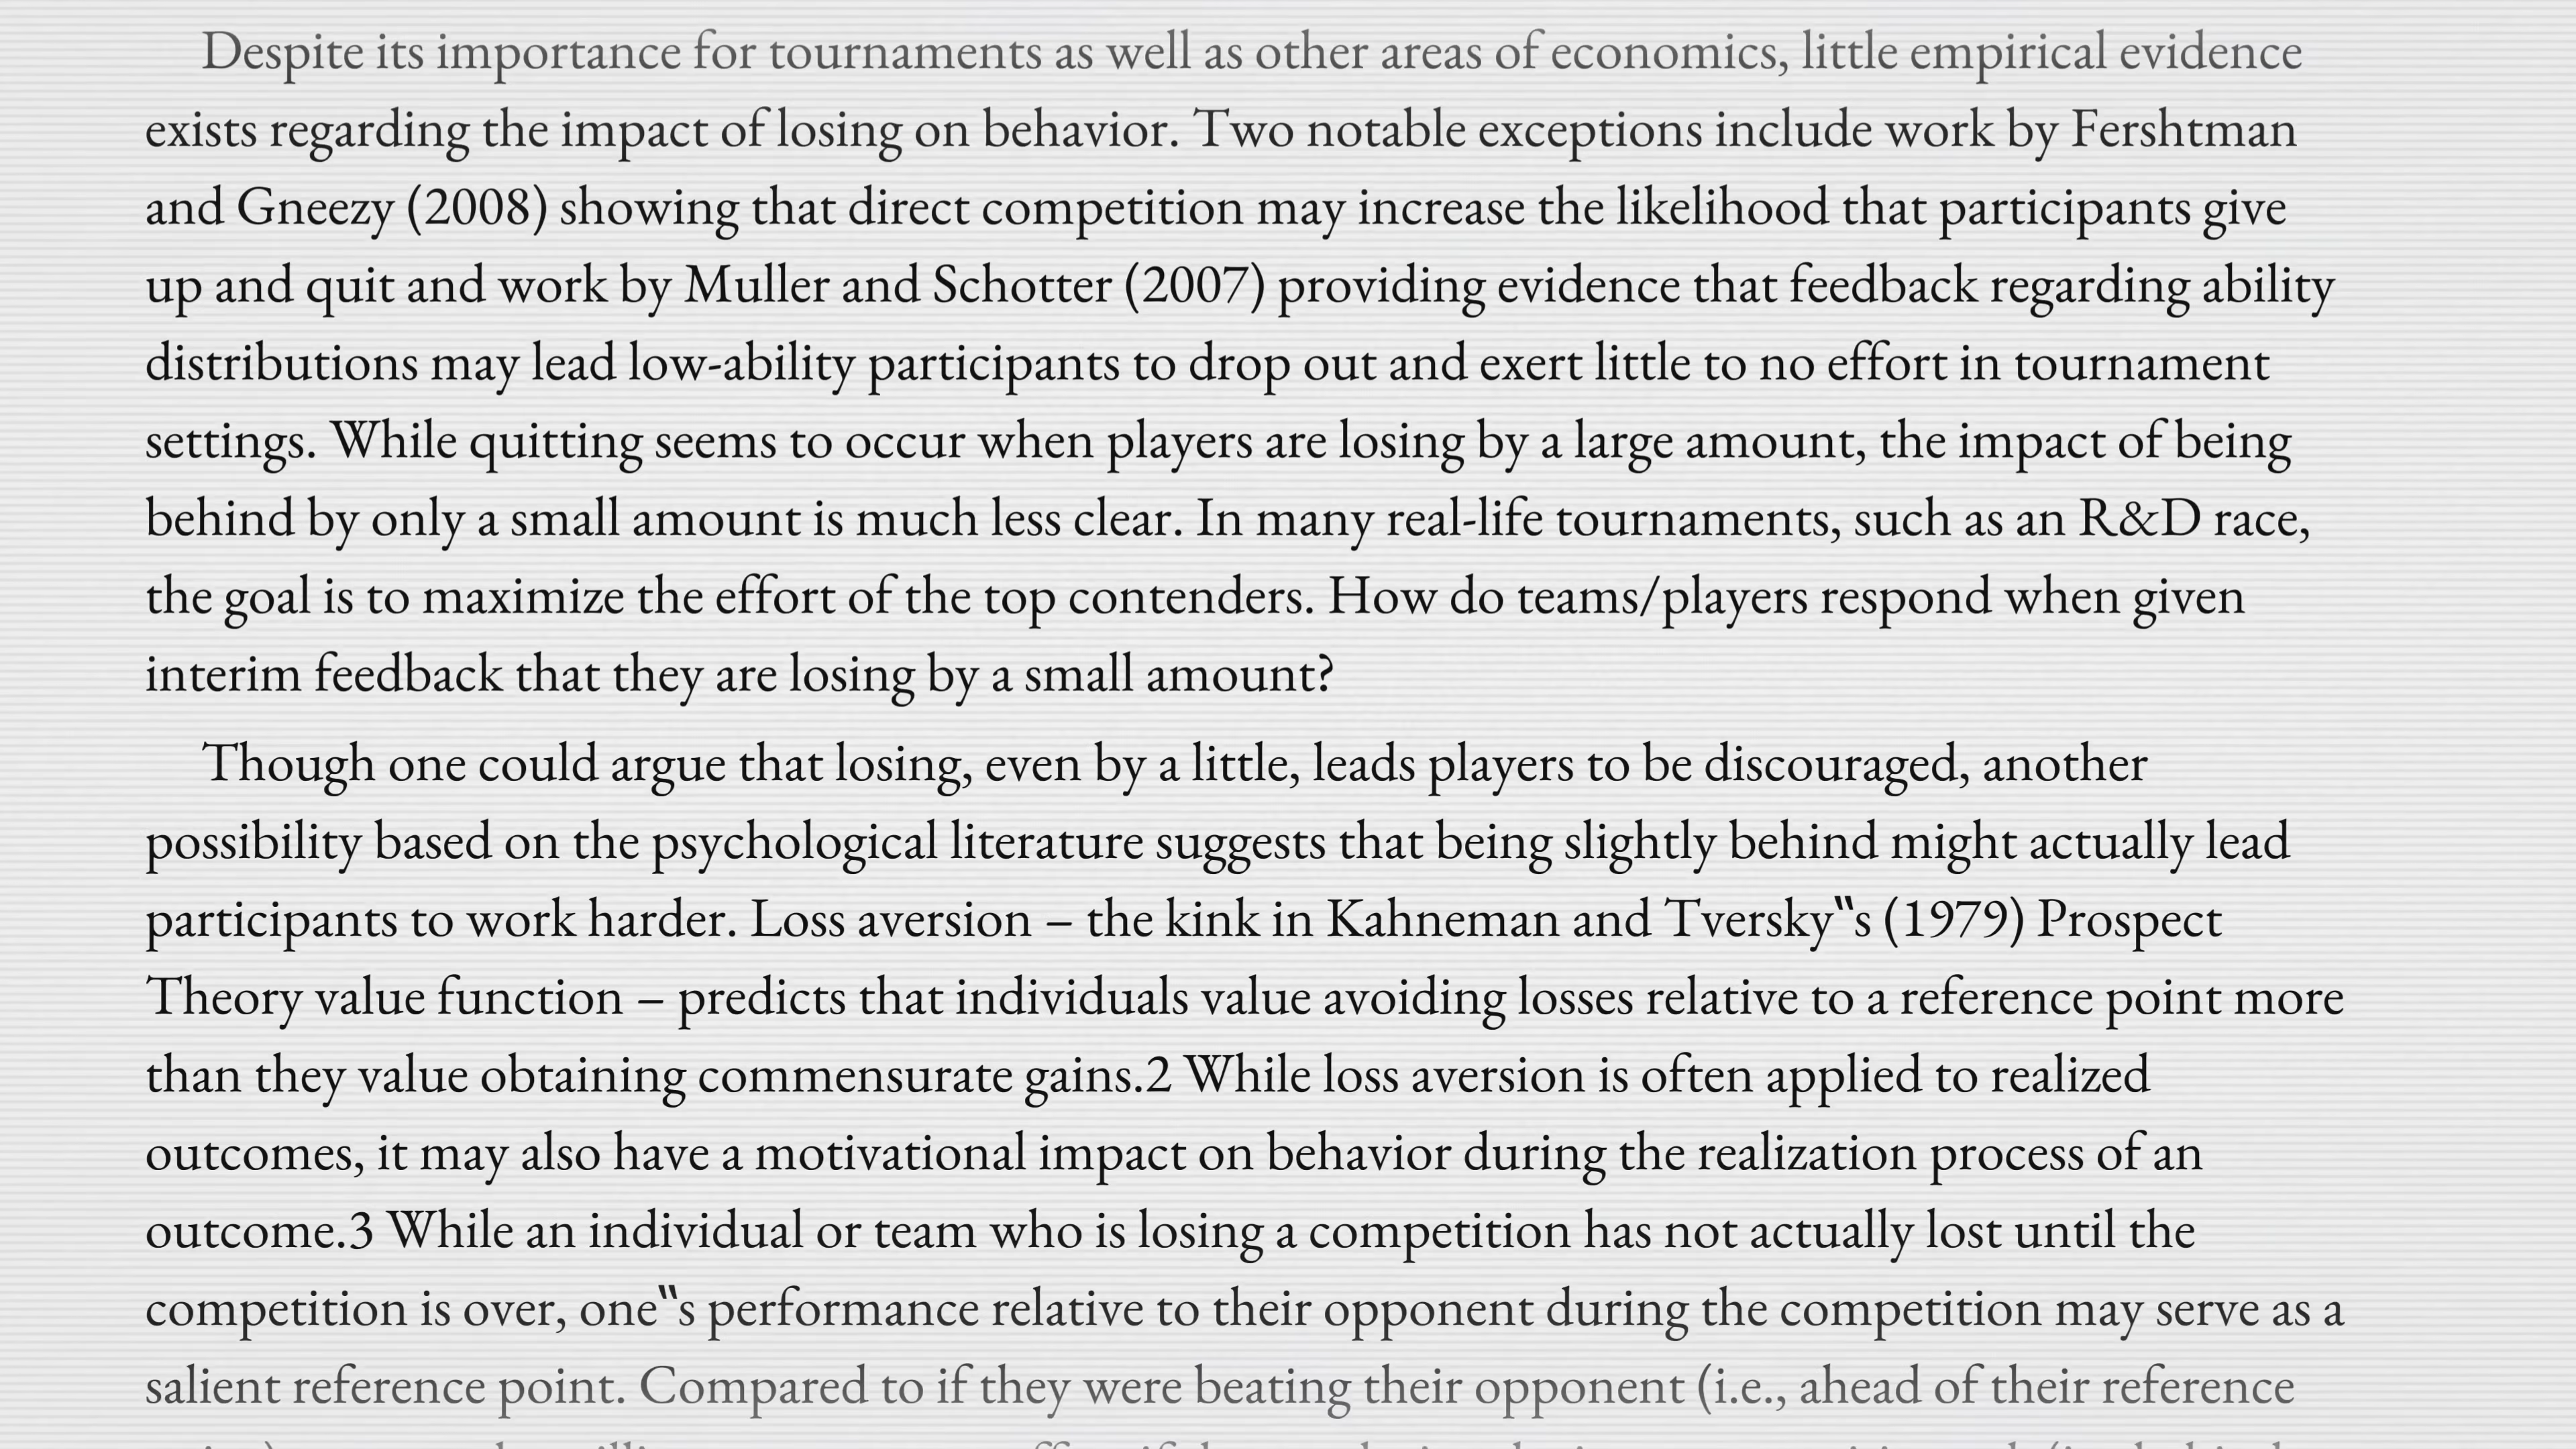 Despite its importance for tournaments as well as other areas of economics, little empirical evidence
exists regarding the impact of losing on behavior. Two notable exceptions include work by Fershtman
and Gneezy (2008) showing that direct competition may increase the likelihood that participants give
up and quit and work by Muller and Schotter (2007) providing evidence that feedback regarding ability
distributions may lead low-ability participants to drop out and exert little to no effort in tournament
settings. While quitting seems to occur when players are losing by a large amount, the impact of being
behind by only a small amount is much less clear. In many real-life tournaments, such as an R&D race,
the goal is to maximize the effort of the top contenders. How do teams/players respond when given
interim feedback that they are losing by a small amount?
Though one could argue that losing, even by a little, leads players to be discouraged, another
possibility based on the psychological literature suggests that being slightly behind might actually lead
participants to work harder. Loss aversion – the kink in Kahneman and Tversky‟s (1979) Prospect
Theory value function – predicts that individuals value avoiding losses relative to a reference point more
than they value obtaining commensurate gains.2 While loss aversion is often applied to realized
outcomes, it may also have a motivational impact on behavior during the realization process of an
outcome.3 While an individual or team who is losing a competition has not actually lost until the
competition is over, one‟s performance relative to their opponent during the competition may serve as a
salient reference point. Compared to if they were beating their opponent (i.e., ahead of their reference